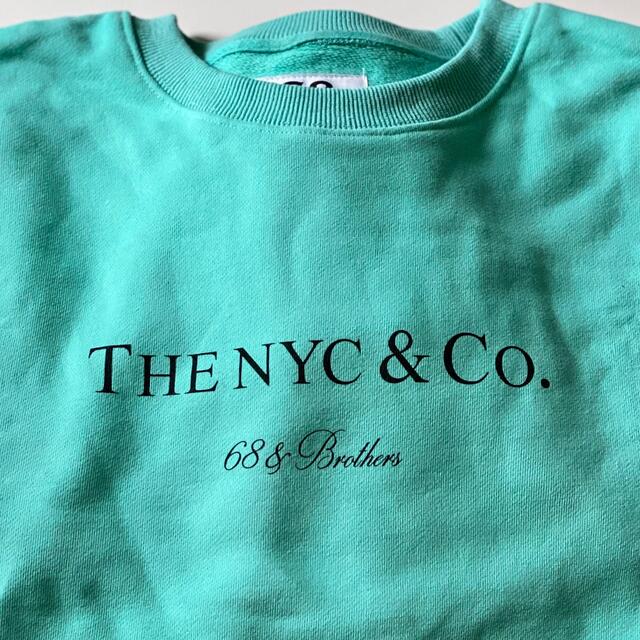 THE NYC & CO.
68 & Brothers